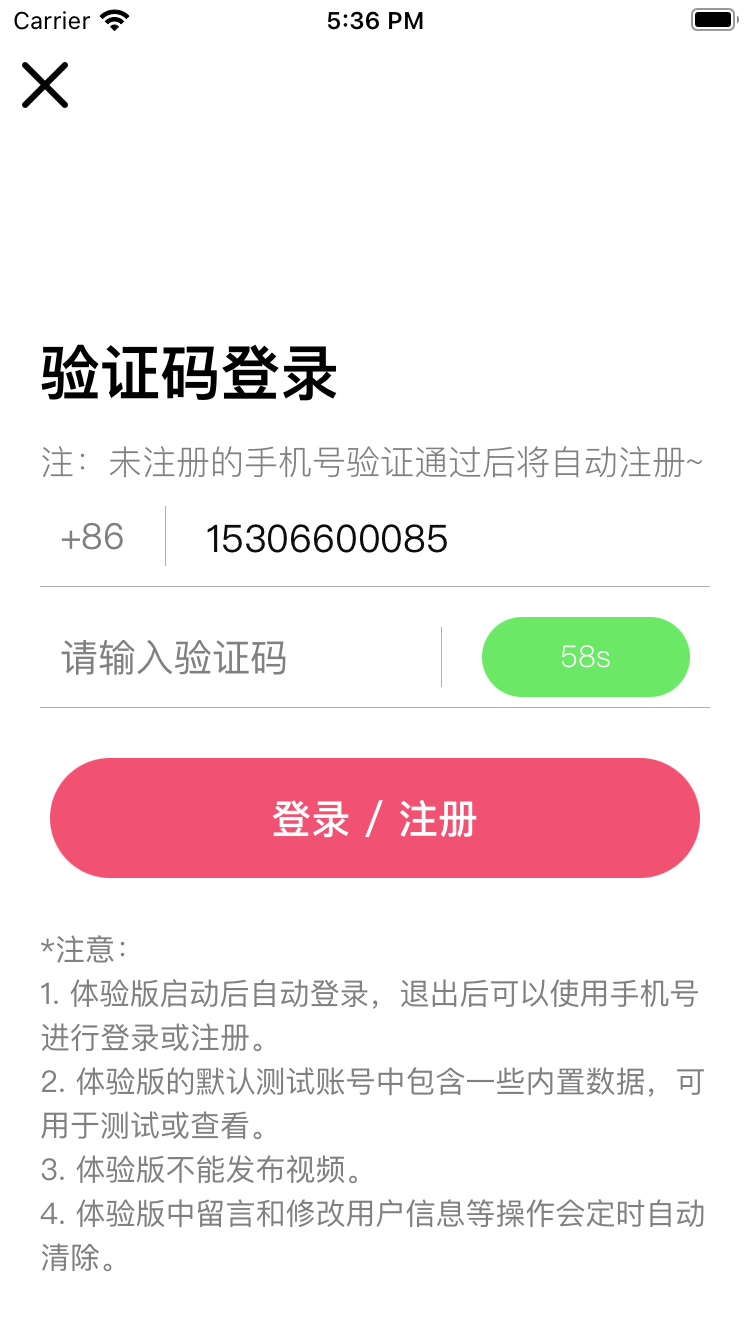 Carrier 5:36 PM
验证码登录
注：未注册的手机号验证通过后将自动注册~
+86 15306600085
请输入验证码 58s
登录 / 注册
*注意：
1. 体验版启动后自动登录，退出后可以使用手机号
进行登录或注册。
2. 体验版的默认测试账号中包含一些内置数据，可
用于测试或查看。
3. 体验版不能发布视频。
4. 体验版中留言和修改用户信息等操作会定时自动
清除。